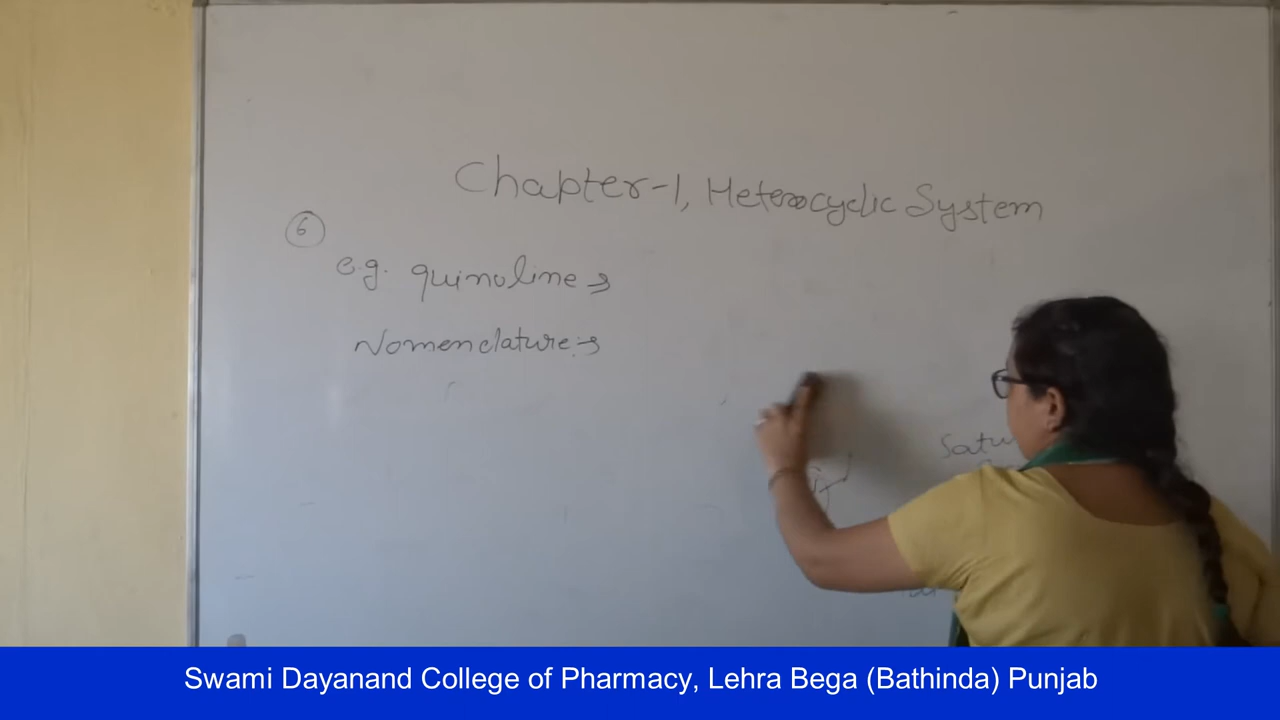 Chapter-1, Heterocyclic System
6
e.g. quinoline →
Nomenclature :→
Swami Dayanand College of Pharmacy, Lehra Bega (Bathinda) Punjab